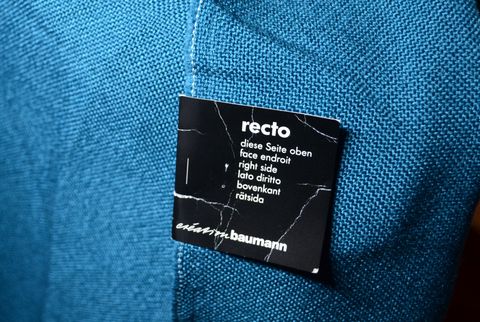 recto
diese Seite oben
face endroit
right side
lato diritto
bovenkant
rätsida
création baumann